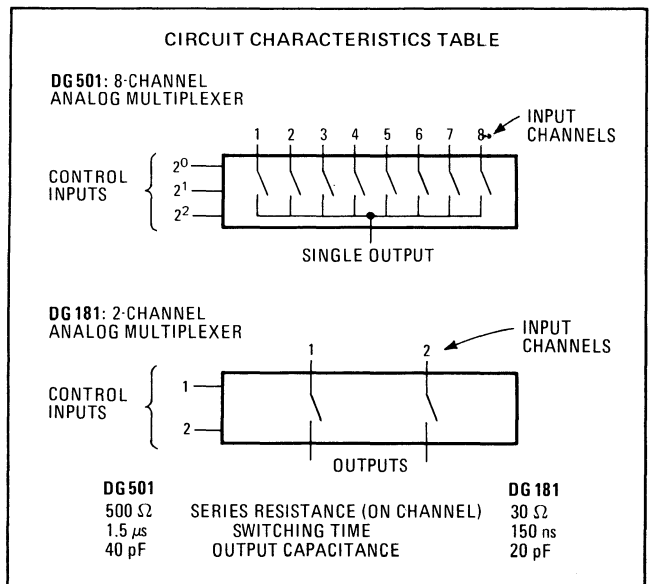 CIRCUIT CHARACTERISTICS TABLE
DG501: 8-CHANNEL
ANALOG MULTIPLEXER
INPUT
CHANNELS
1 2 3 4 5 6 7 8
CONTROL
INPUTS
2⁰
2¹
2²
SINGLE OUTPUT
DG181: 2-CHANNEL
ANALOG MULTIPLEXER
INPUT
CHANNELS
1 2
CONTROL
INPUTS
1
2
OUTPUTS
DG501 DG181
500 Ω SERIES RESISTANCE (ON CHANNEL) 30 Ω
1.5 μs SWITCHING TIME 150 ns
40 pF OUTPUT CAPACITANCE 20 pF